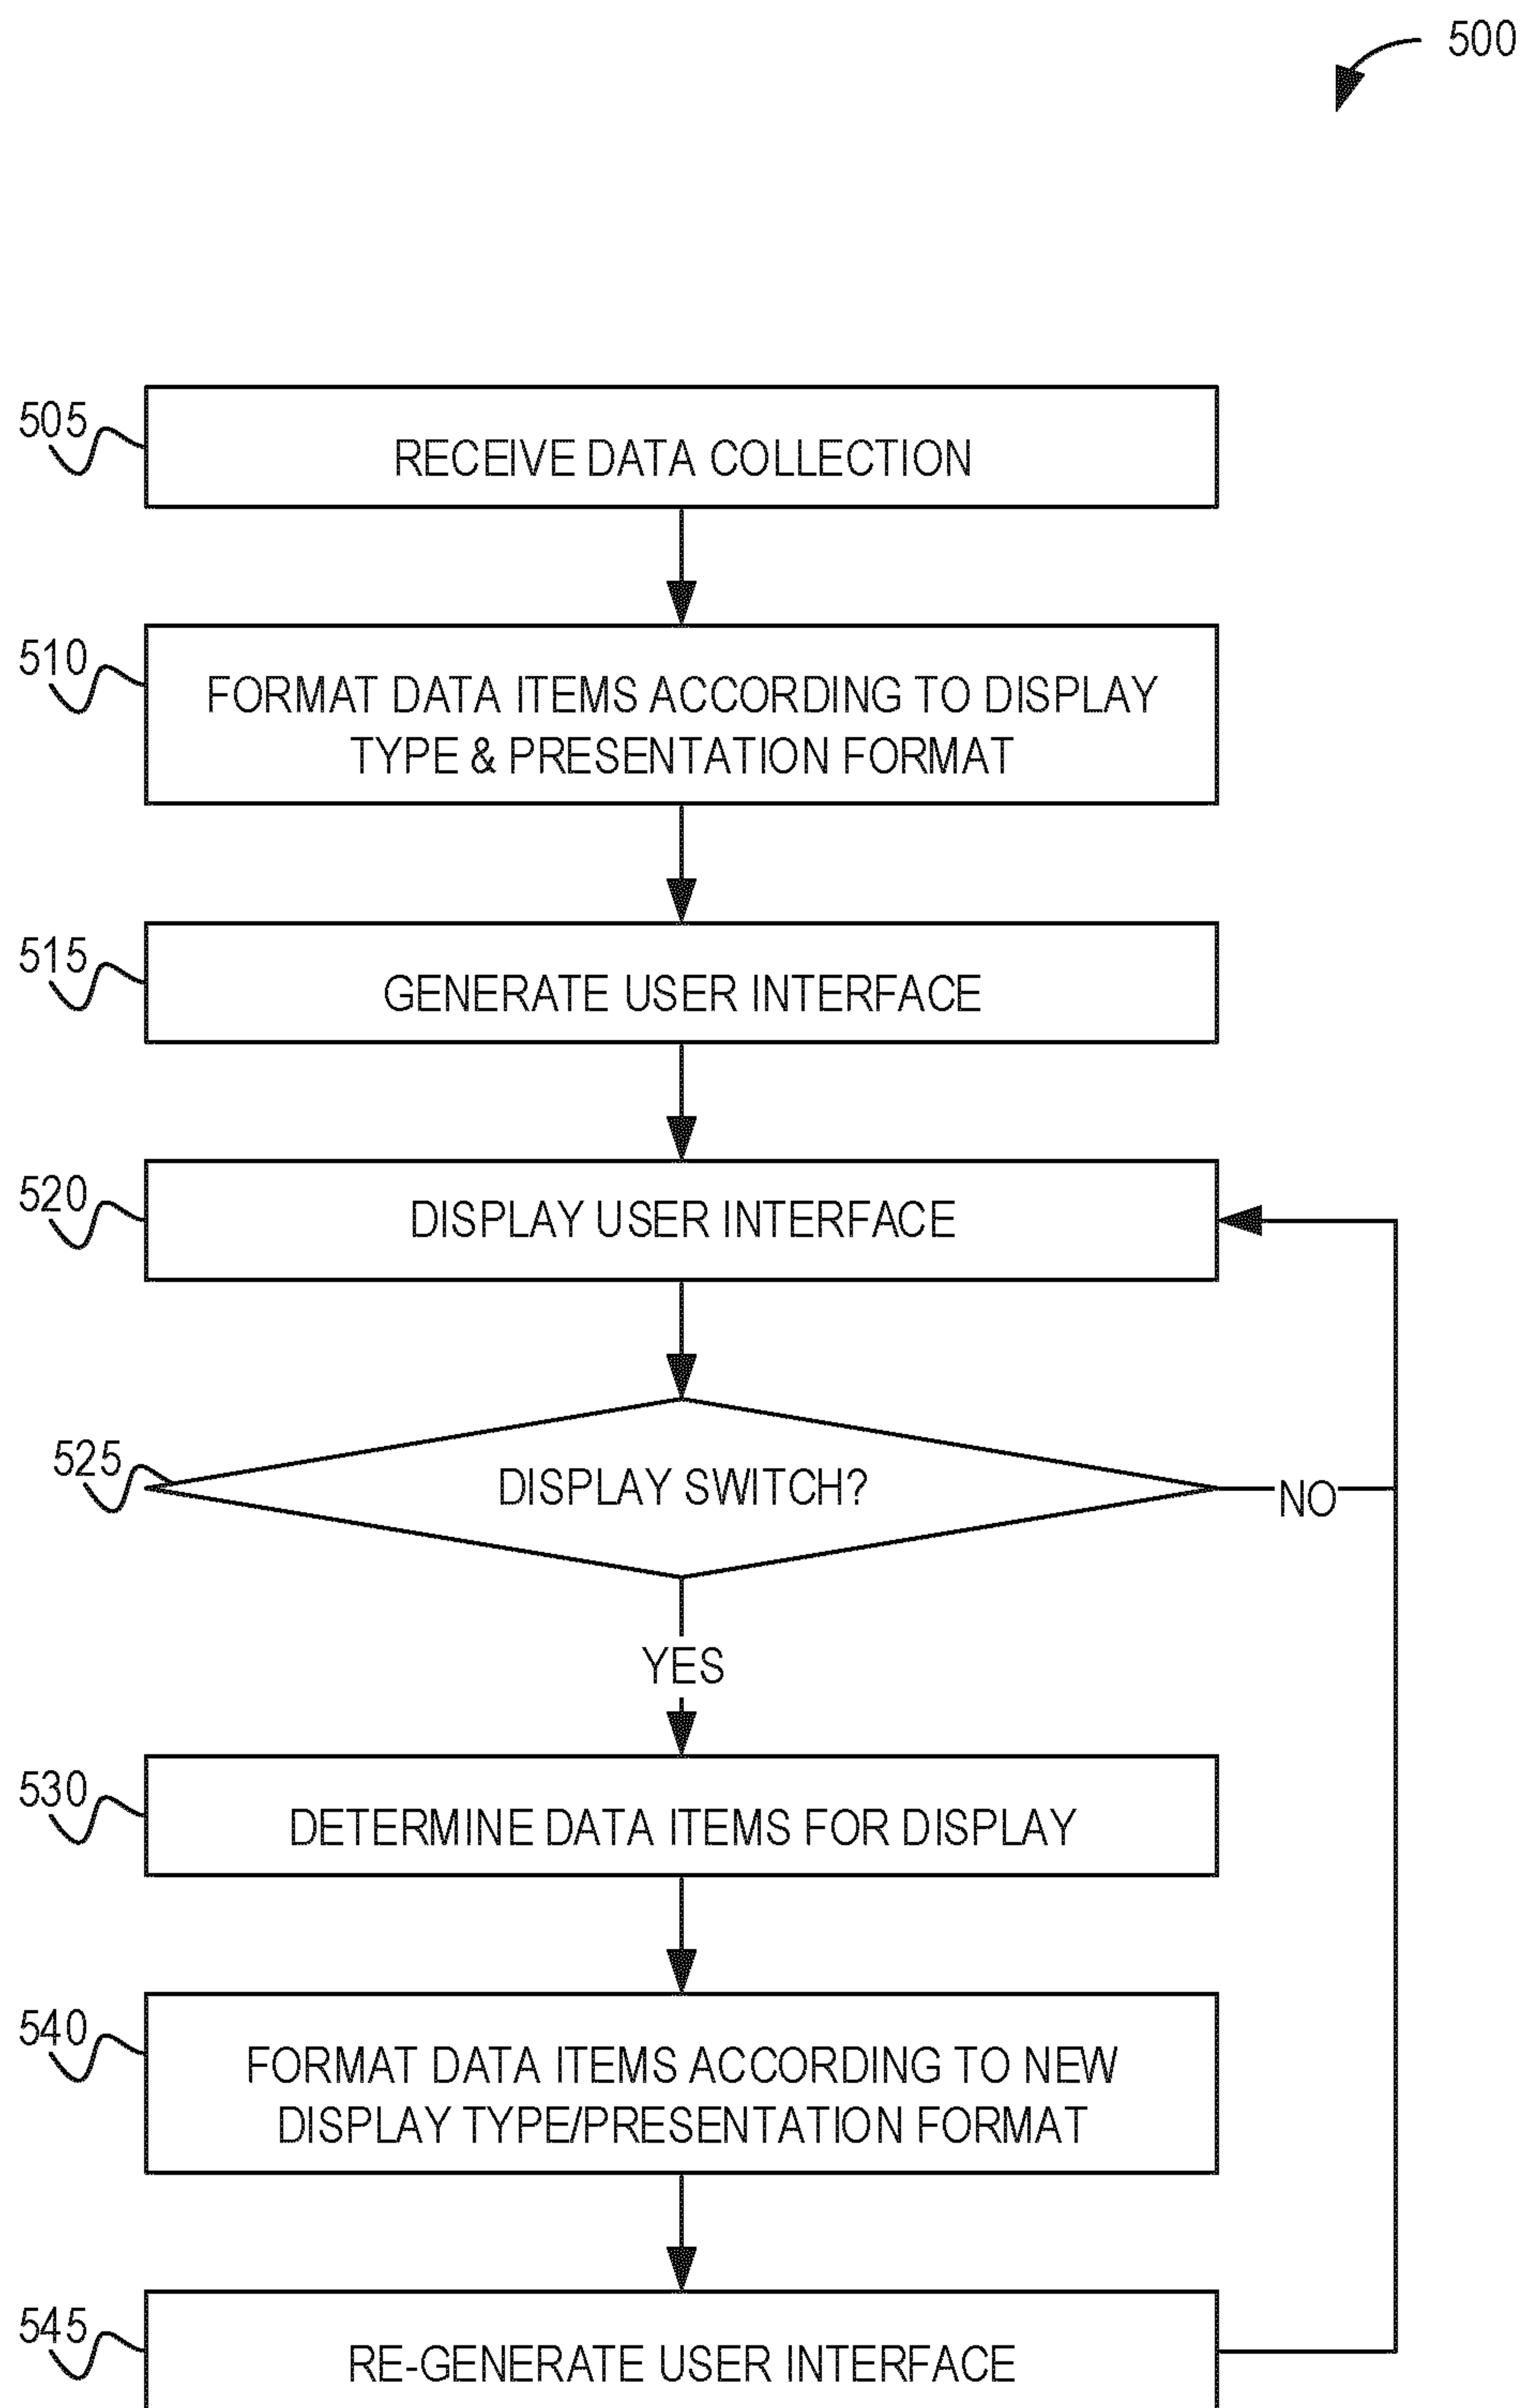 500
505
RECEIVE DATA COLLECTION
510
FORMAT DATA ITEMS ACCORDING TO DISPLAY
TYPE & PRESENTATION FORMAT
515
GENERATE USER INTERFACE
520
DISPLAY USER INTERFACE
525
DISPLAY SWITCH?
NO
YES
530
DETERMINE DATA ITEMS FOR DISPLAY
540
FORMAT DATA ITEMS ACCORDING TO NEW
DISPLAY TYPE/PRESENTATION FORMAT
545
RE-GENERATE USER INTERFACE